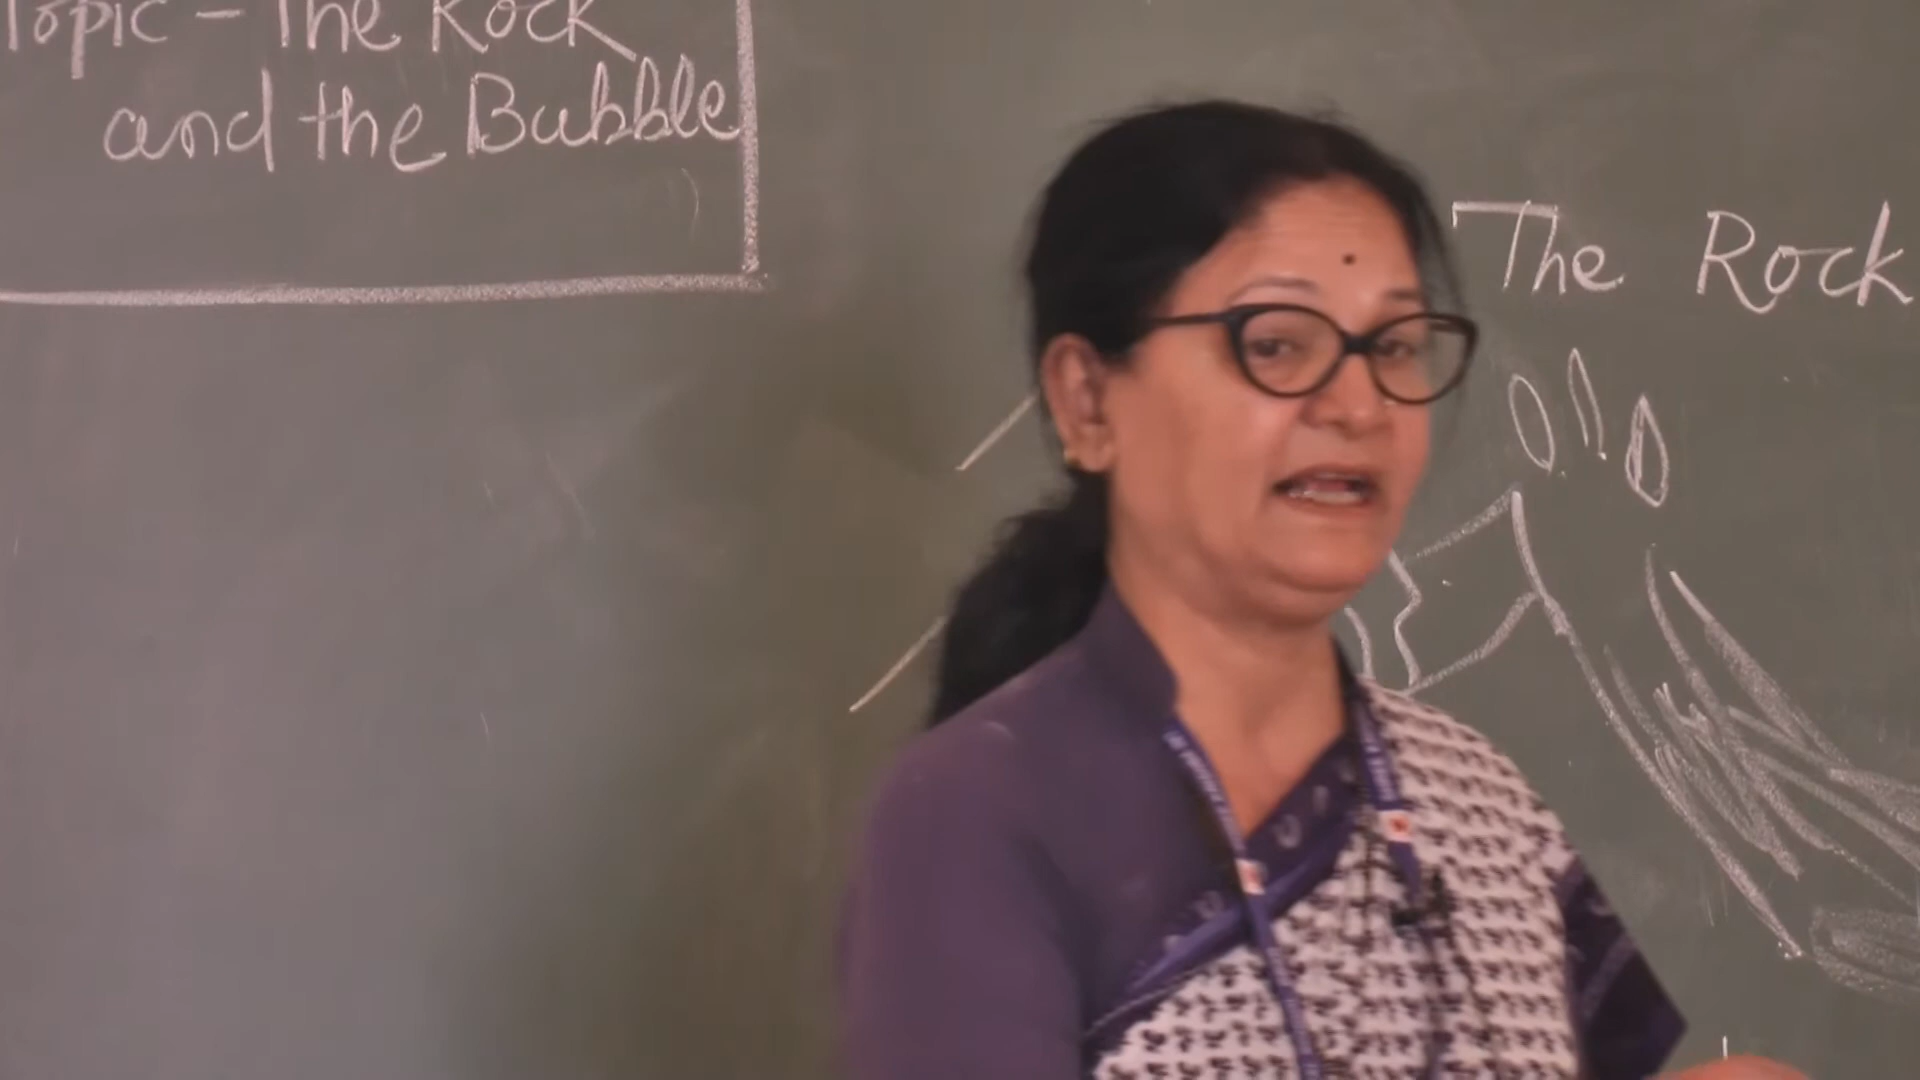 Topic - The Rock
and the Bubble
The Rock